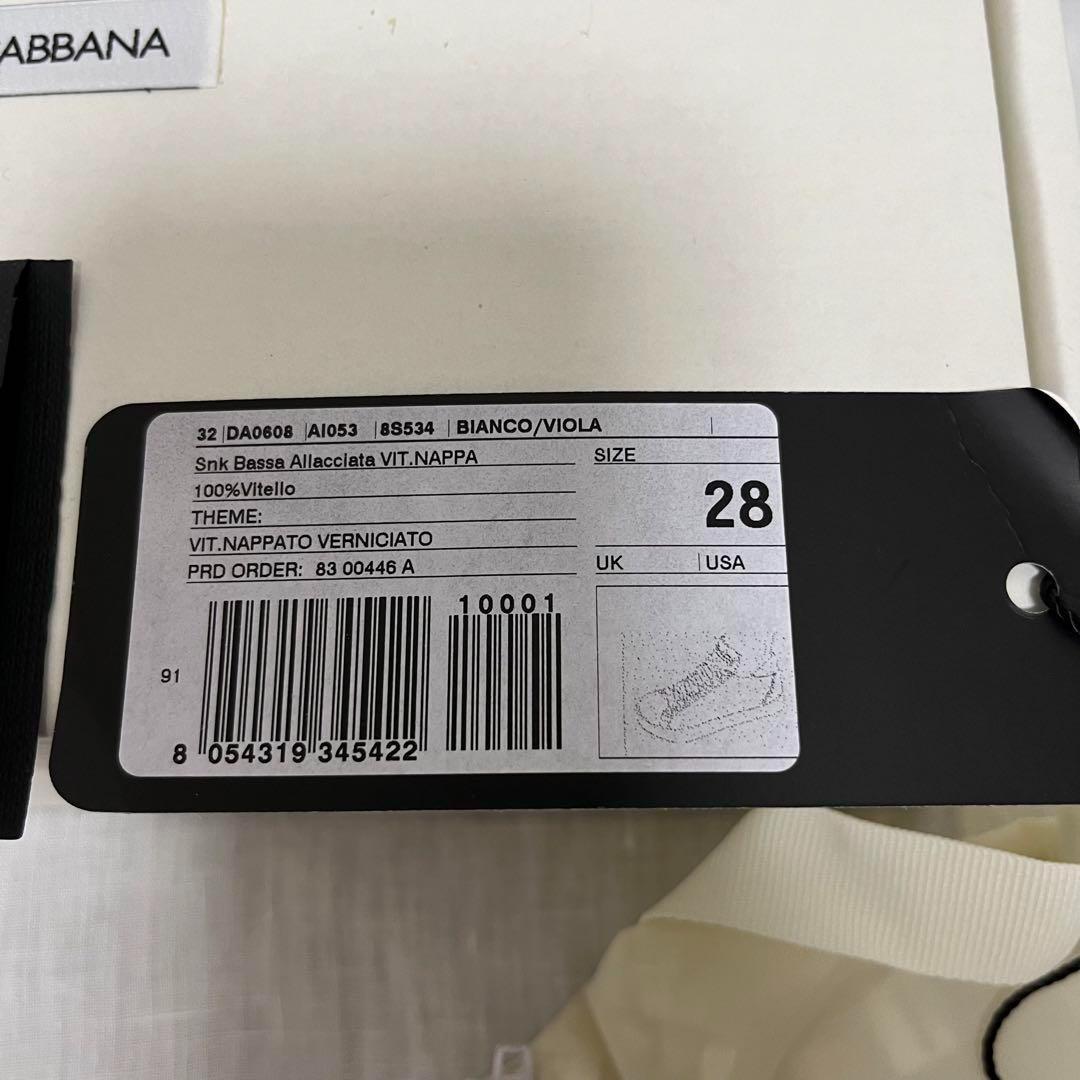 ABBANA
32 | DA0608 | AI053 | 8S534 | BIANCO/VIOLA |
Snk Bassa Allacciata VIT.NAPPA
SIZE
100%Vitello
28
THEME:
VIT.NAPPATO VERNICIATO
PRD ORDER: 83 00446 A
UK | USA
10001
91
8 054319 345422